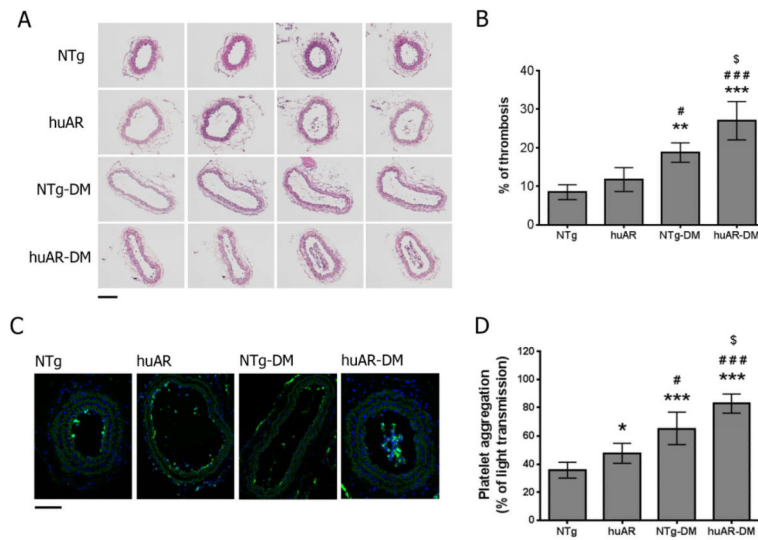 A
NTg
huAR
NTg-DM
huAR-DM
B
% of thrombosis
40
30
20
10
0
#
**
$
###
***
NTg
huAR
NTg-DM
huAR-DM
C
NTg
huAR
NTg-DM
huAR-DM
D
Platelet aggregation
(% of light transmission)
120
100
80
60
40
20
0
*
#
***
$
###
***
NTg
huAR
NTg-DM
huAR-DM